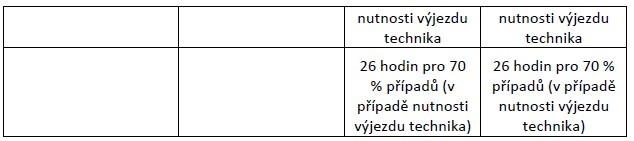 nutnosti výjezdu
technika
nutnosti výjezdu
technika
26 hodin pro 70
% případů (v
případě nutnosti
výjezdu technika)
26 hodin pro 70 %
případů (v případě
nutnosti výjezdu
technika)